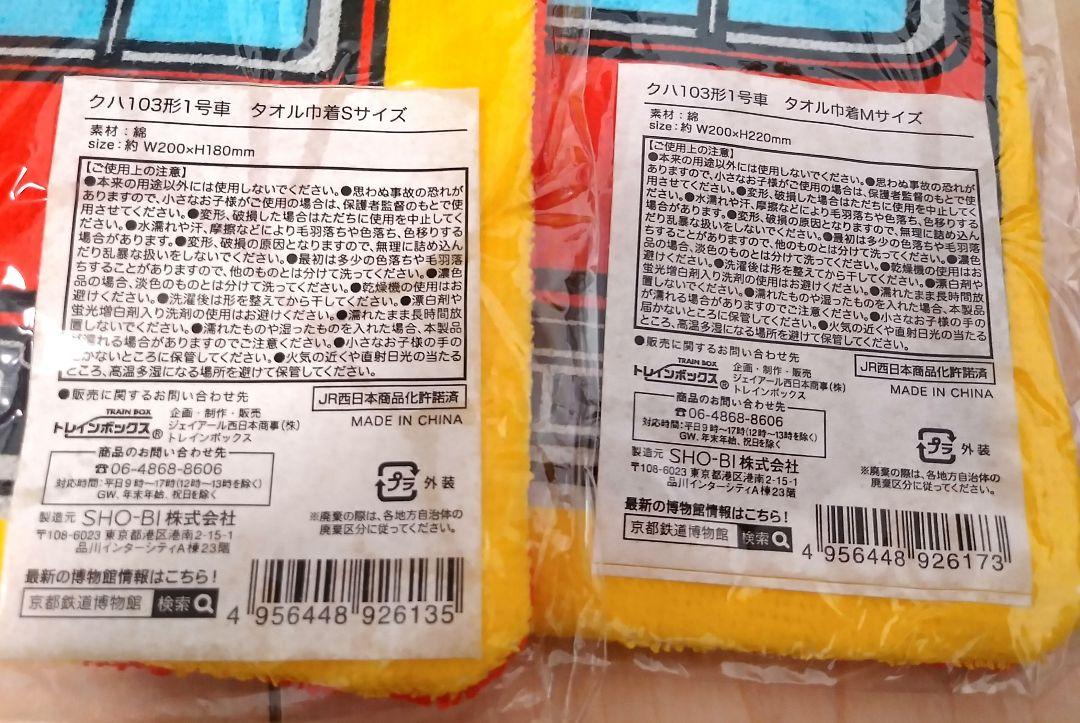 クハ103形1号車 タオル巾着Sサイズ
素材:綿
size:約 W200×H180mm
【ご使用上の注意】
●本来の用途以外には使用しないでください。●思わぬ事故の恐れが
ありますので、小さなお子様がご使用の場合は、保護者監督のもとで使
用させてください。●変形、破損した場合はただちに使用を中止してく
ださい。●水濡れや汗、摩擦などにより毛羽落ちや色落ち、色移りする
場合があります。●変形、破損の原因となりますので、無理に詰め込ん
だり乱暴な扱いをしないでください。●最初は多少の色落ちや毛羽落
ちすることがありますので、他のものとは分けて洗ってください。●濃色
品の場合、淡色のものとは分けて洗ってください。●乾燥機の使用はお
避けください。●洗濯後は形を整えてから干してください。●漂白剤や
蛍光増白剤入り洗剤の使用はお避けください。●濡れたまま長時間放
置しないでください。●濡れたものや湿ったものを入れた場合、本製品
が濡れる場合がありますのでご注意ください。●小さなお子様の手の
届かないところに保管してください。●火気の近くや直射日光の当たる
ところ、高温多湿になる場所を避けて保管してください。
●販売に関するお問い合わせ先
JR西日本商品化許諾済
TRAIN BOX
トレインボックス®
企画・制作・販売
ジェイアール西日本商事(株)
トレインボックス
MADE IN CHINA
商品のお問い合わせ先
☎06-4868-8606
対応時間:平日9時〜17時(12時〜13時を除く)
GW、年末年始、祝日を除く
プラ 外装
製造元 SHO-BI株式会社
〒108-6023 東京都港区港南2-15-1
品川インターシティA棟23階
※廃棄の際は、各地方自治体の
廃棄区分に従ってください。
最新の博物館情報はこちら!
京都鉄道博物館 検索
4 956448 926135
クハ103形1号車 タオル巾着Mサイズ
素材:綿
size:約 W200×H220mm
【ご使用上の注意】
●本来の用途以外には使用しないでください。●思わぬ事故の恐れが
ありますので、小さなお子様がご使用の場合は、保護者監督のもとで使
用させてください。●変形、破損した場合はただちに使用を中止してく
ださい。●水濡れや汗、摩擦などにより毛羽落ちや色落ち、色移りする
場合があります。●変形、破損の原因となりますので、無理に詰め込ん
だり乱暴な扱いをしないでください。●最初は多少の色落ちや毛羽落
ちすることがありますので、他のものとは分けて洗ってください。●濃色
品の場合、淡色のものとは分けて洗ってください。●乾燥機の使用はお
避けください。●洗濯後は形を整えてから干してください。●漂白剤や
蛍光増白剤入り洗剤の使用はお避けください。●濡れたまま長時間放
置しないでください。●濡れたものや湿ったものを入れた場合、本製品
が濡れる場合がありますのでご注意ください。●小さなお子様の手の
届かないところに保管してください。●火気の近くや直射日光の当たる
ところ、高温多湿になる場所を避けて保管してください。
●販売に関するお問い合わせ先
JR西日本商品化許諾済
TRAIN BOX
トレインボックス®
企画・制作・販売
ジェイアール西日本商事(株)
トレインボックス
MADE IN CHINA
商品のお問い合わせ先
☎06-4868-8606
対応時間:平日9時〜17時(12時〜13時を除く)
GW、年末年始、祝日を除く
プラ 外装
製造元 SHO-BI株式会社
〒108-6023 東京都港区港南2-15-1
品川インターシティA棟23階
※廃棄の際は、各地方自治体の
廃棄区分に従ってください。
最新の博物館情報はこちら!
京都鉄道博物館 検索
4 956448 926173